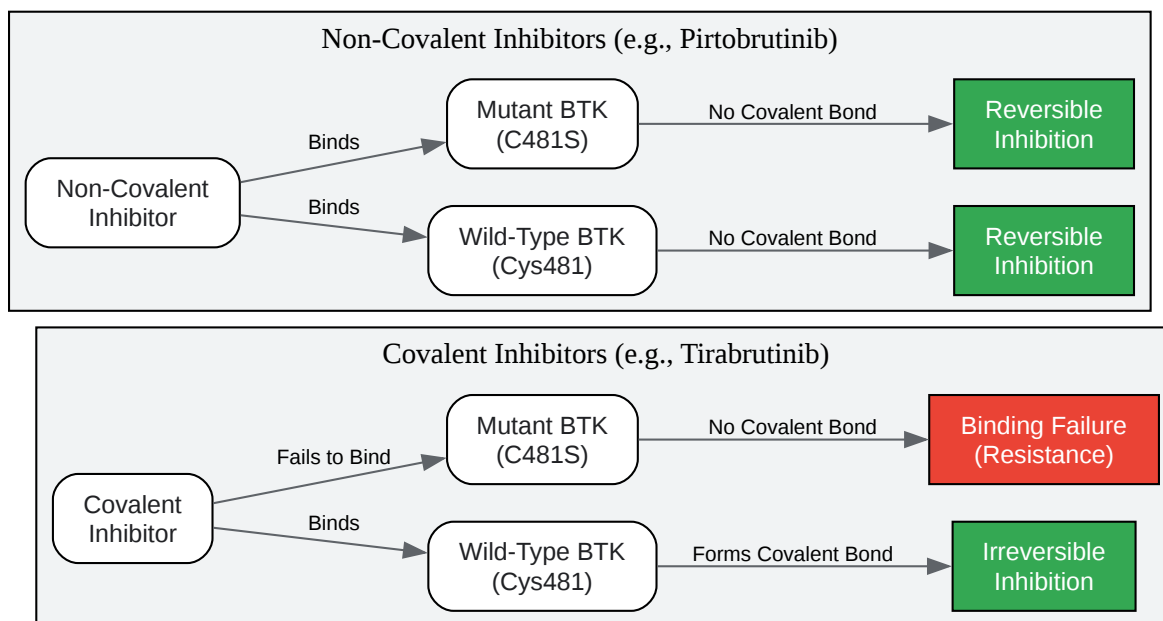 Non-Covalent Inhibitors (e.g., Pirtobrutinib)
Non-Covalent
Inhibitor
Binds
Mutant BTK
(C481S)
No Covalent Bond
Reversible
Inhibition
Binds
Wild-Type BTK
(Cys481)
No Covalent Bond
Reversible
Inhibition
Covalent Inhibitors (e.g., Tirabrutinib)
Covalent
Inhibitor
Fails to Bind
Mutant BTK
(C481S)
No Covalent Bond
Binding Failure
(Resistance)
Binds
Wild-Type BTK
(Cys481)
Forms Covalent Bond
Irreversible
Inhibition